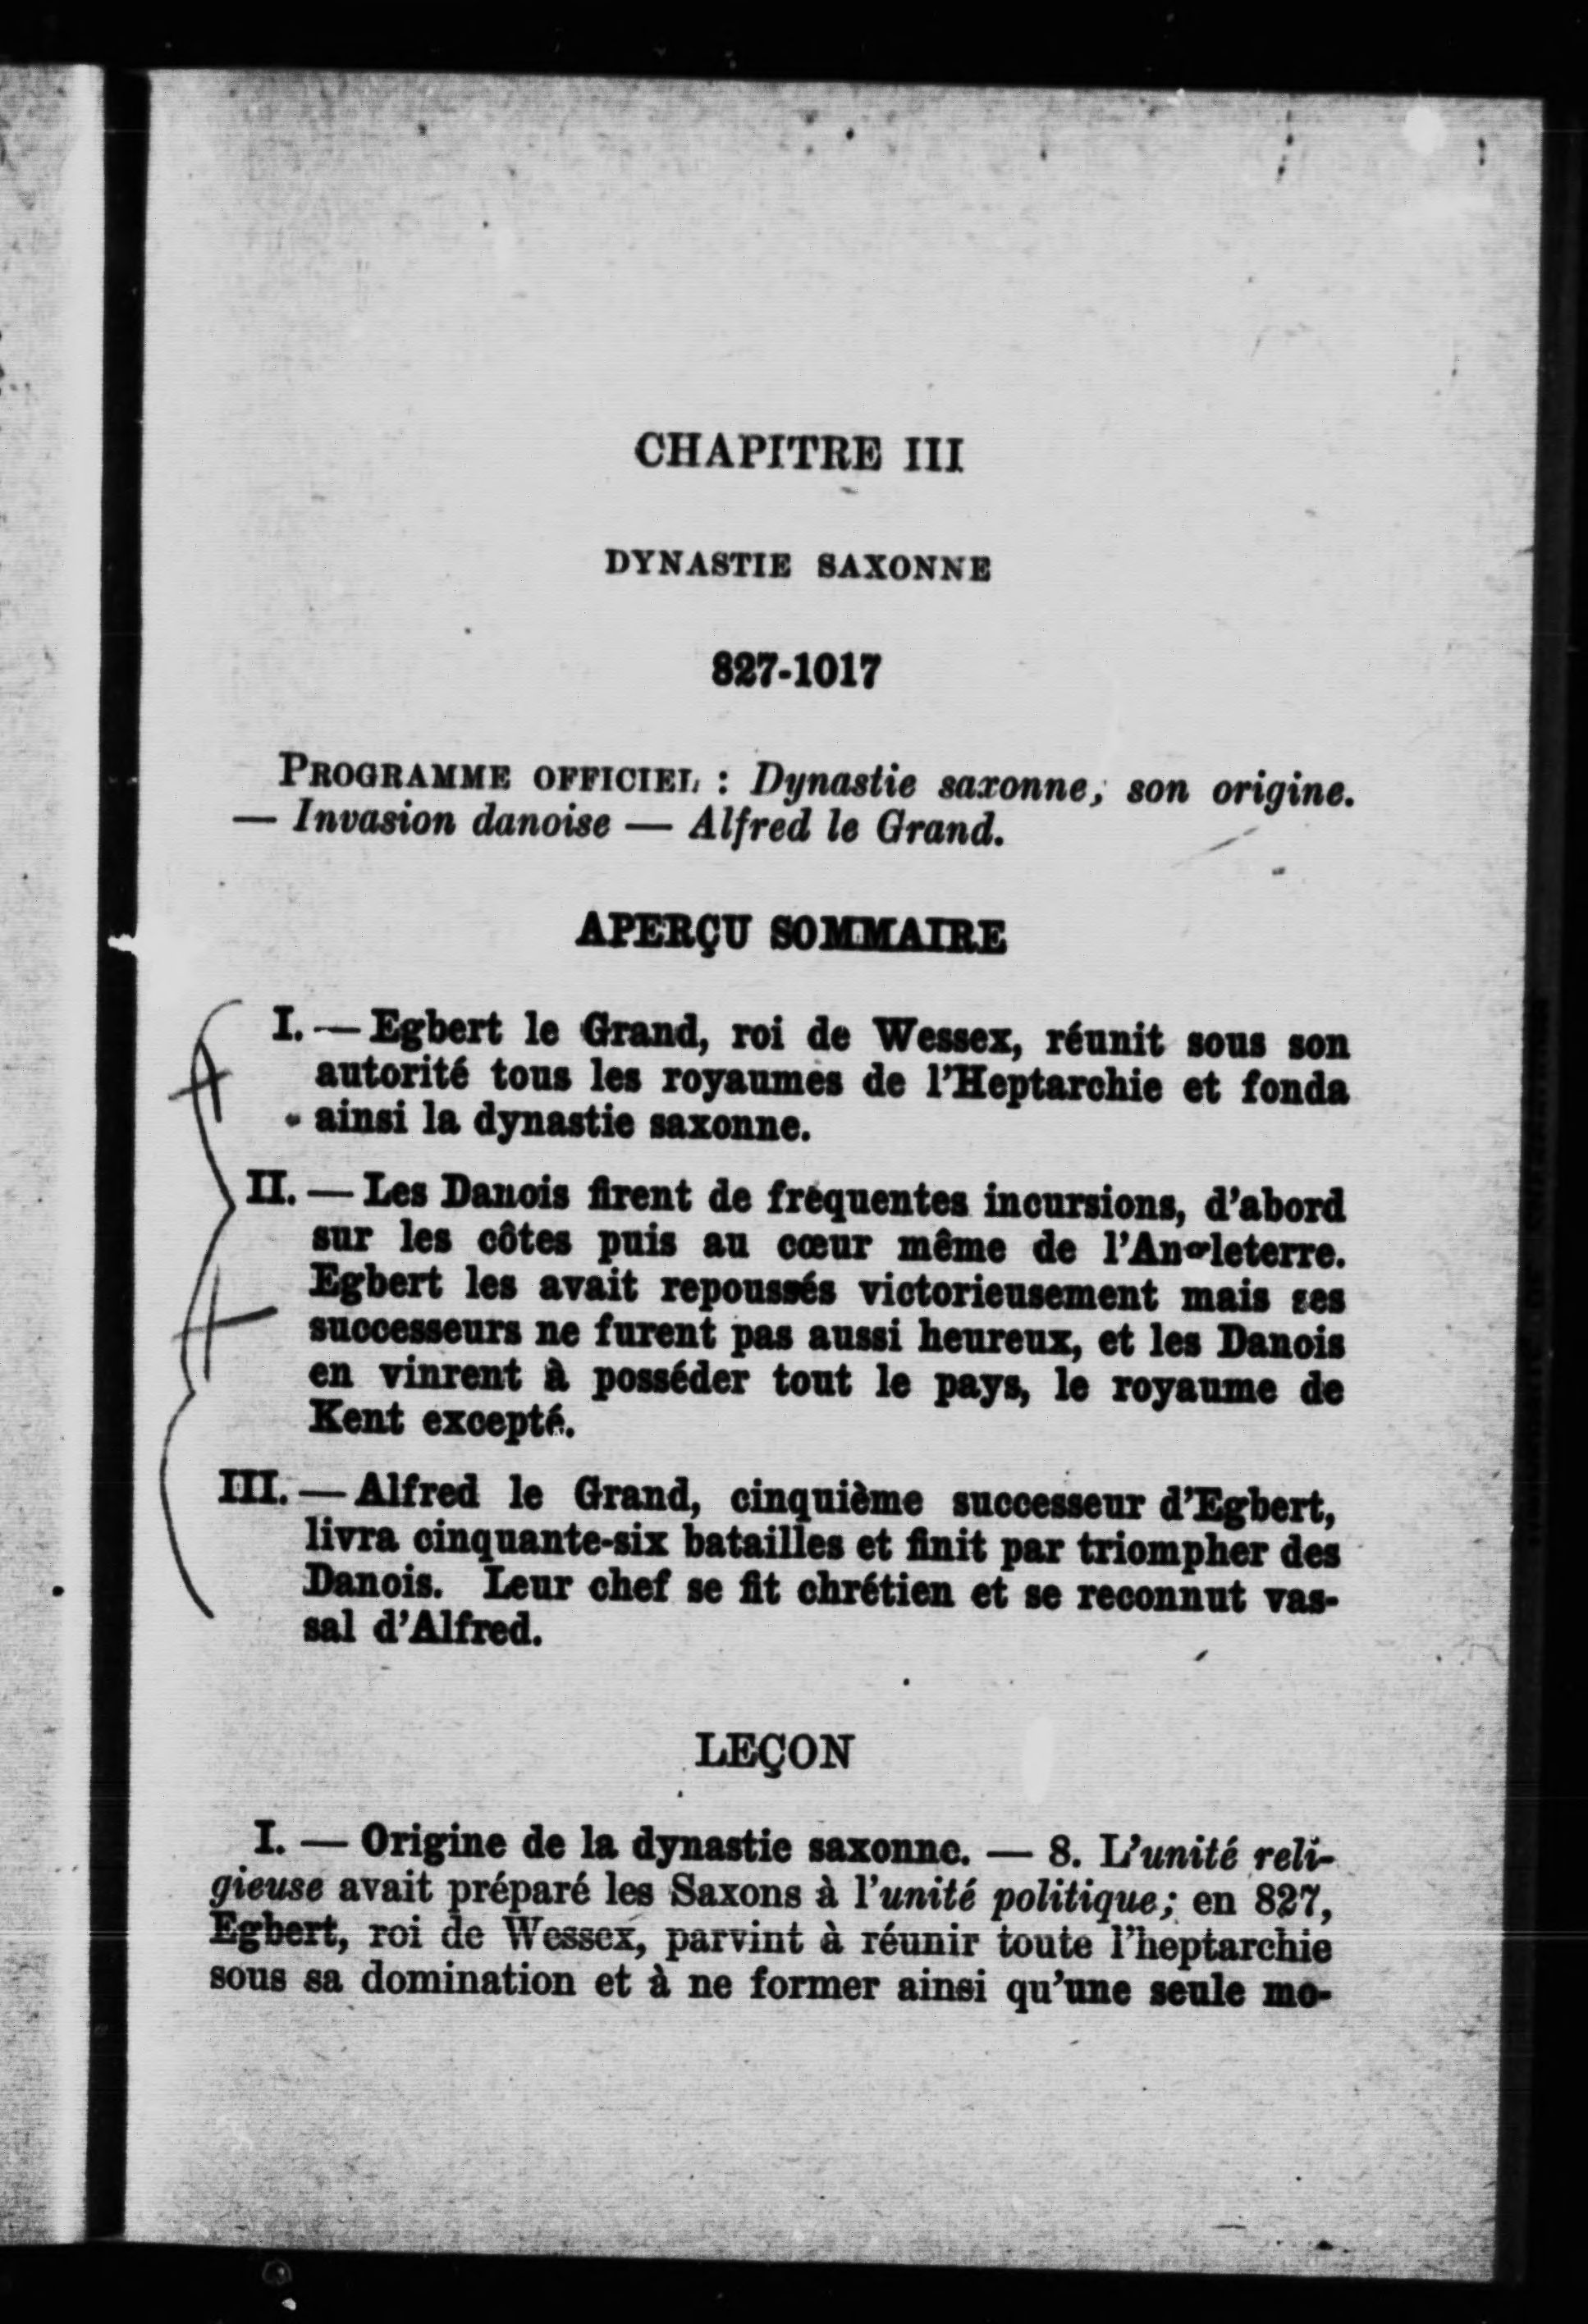 CHAPITRE III
DYNASTIE SAXONNE
827-1017
PROGRAMME OFFICIEL : Dynastie saxonne, son origine.
— Invasion danoise — Alfred le Grand.
APERÇU SOMMAIRE
I. — Egbert le Grand, roi de Wessex, réunit sous son
autorité tous les royaumes de l'Heptarchie et fonda
ainsi la dynastie saxonne.
II. — Les Danois firent de fréquentes incursions, d'abord
sur les côtes puis au cœur même de l'Angleterre.
Egbert les avait repoussés victorieusement mais ses
successeurs ne furent pas aussi heureux, et les Danois
en vinrent à posséder tout le pays, le royaume de
Kent excepté.
III. — Alfred le Grand, cinquième successeur d'Egbert,
livra cinquante-six batailles et finit par triompher des
Danois. Leur chef se fit chrétien et se reconnut vas-
sal d'Alfred.
LEÇON
I. — Origine de la dynastie saxonne. — 8. L'unité reli-
gieuse avait préparé les Saxons à l'unité politique; en 827,
Egbert, roi de Wessex, parvint à réunir toute l'heptarchie
sous sa domination et à ne former ainsi qu'une seule mo-